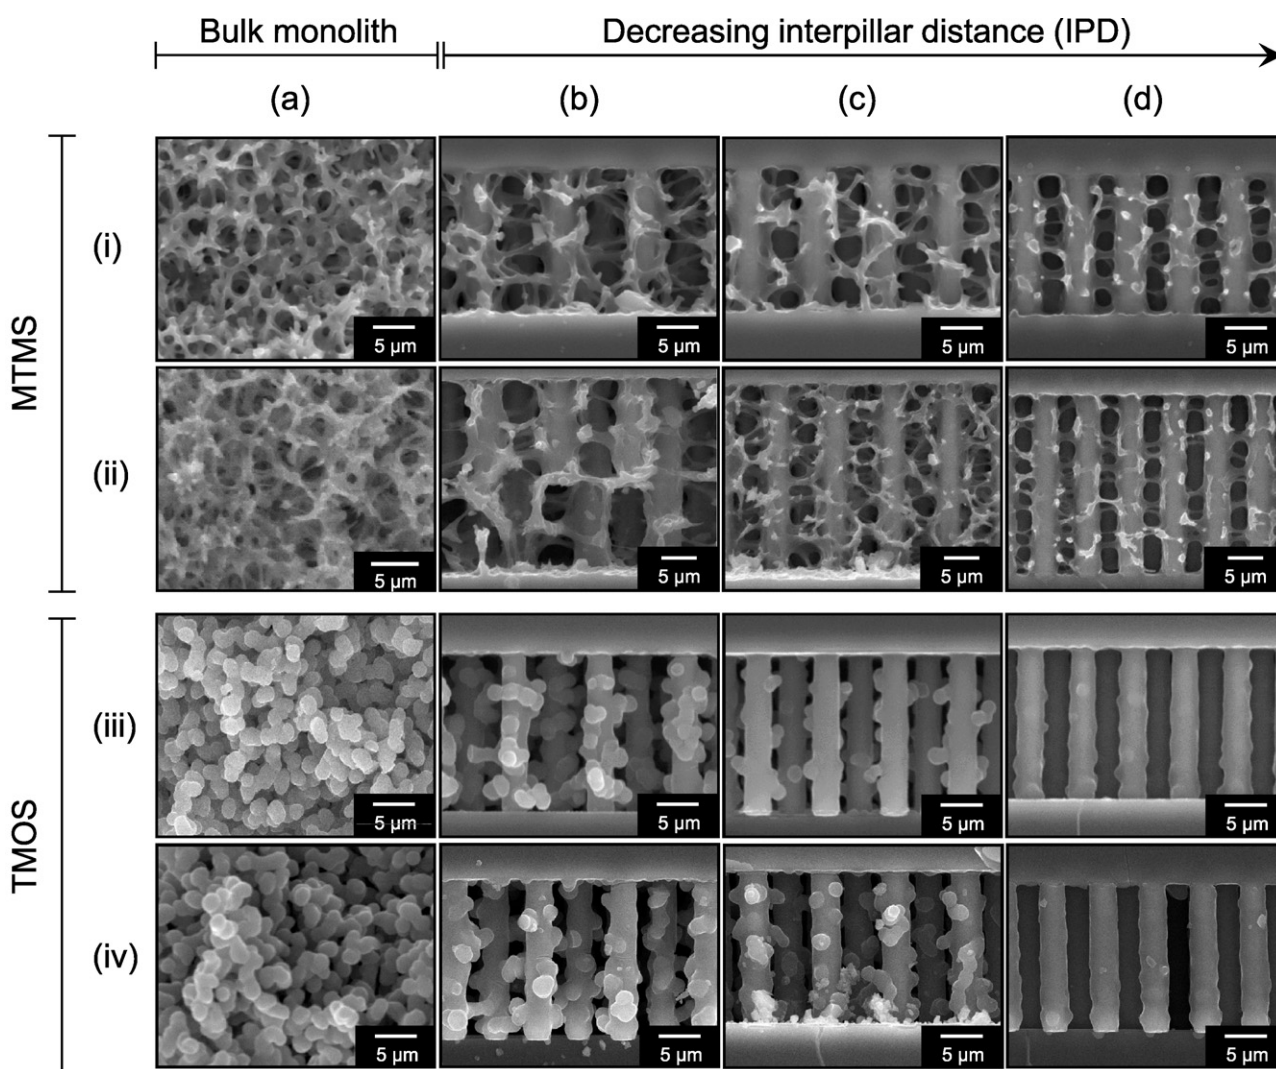 Bulk monolith Decreasing interpillar distance (IPD)
(a) (b) (c) (d)
MTMS
(i)
5 µm 5 µm 5 µm 5 µm
(ii)
5 µm 5 µm 5 µm 5 µm
TMOS
(iii)
5 µm 5 µm 5 µm 5 µm
(iv)
5 µm 5 µm 5 µm 5 µm